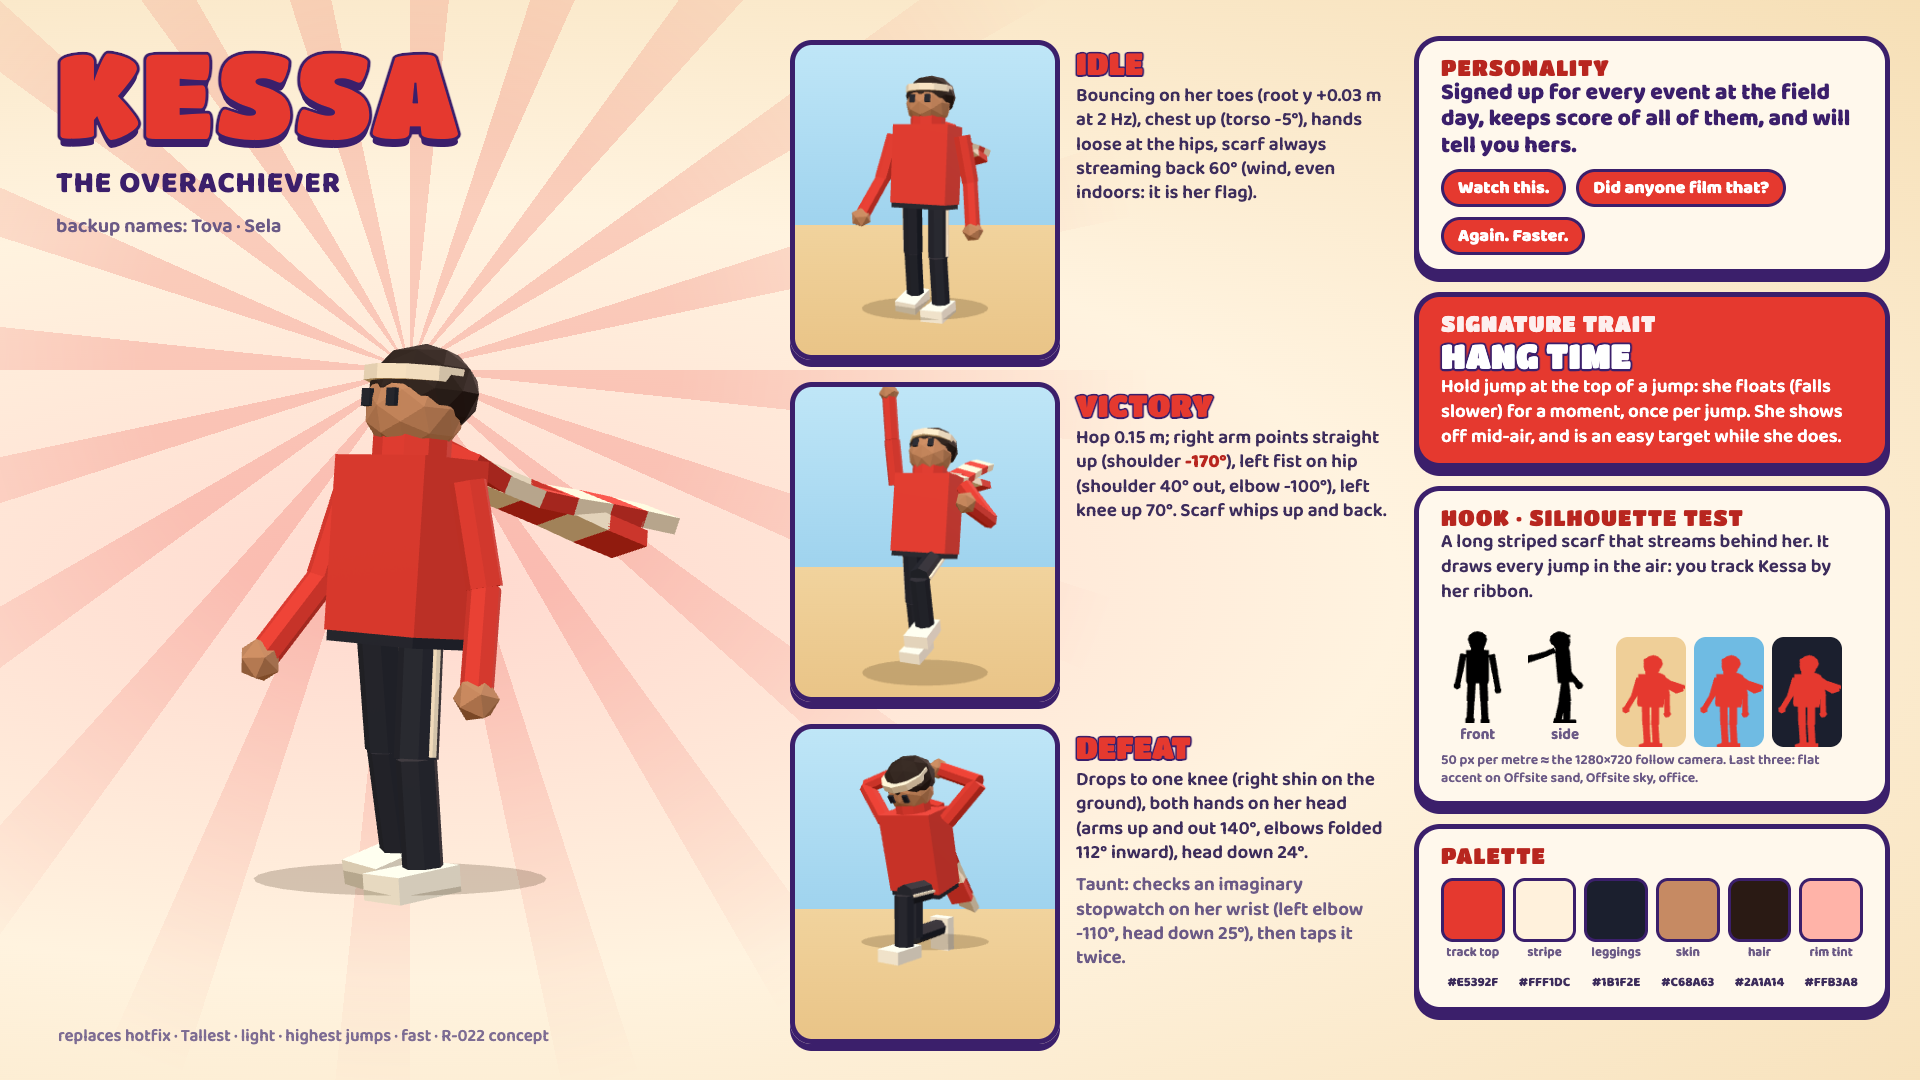 KESSA
THE OVERACHIEVER
backup names: Tova · Sela
replaces hotfix · Tallest · light · highest jumps · fast · R-022 concept
IDLE
Bouncing on her toes (root y +0.03 m
at 2 Hz), chest up (torso -5°), hands
loose at the hips, scarf always
streaming back 60° (wind, even
indoors: it is her flag).
VICTORY
Hop 0.15 m; right arm points straight
up (shoulder -170°), left fist on hip
(shoulder 40° out, elbow -100°), left
knee up 70°. Scarf whips up and back.
DEFEAT
Drops to one knee (right shin on the
ground), both hands on her head
(arms up and out 140°, elbows folded
112° inward), head down 24°.
Taunt: checks an imaginary
stopwatch on her wrist (left elbow
-110°, head down 25°), then taps it
twice.
PERSONALITY
Signed up for every event at the field
day, keeps score of all of them, and will
tell you hers.
Watch this.
Did anyone film that?
Again. Faster.
SIGNATURE TRAIT
HANG TIME
Hold jump at the top of a jump: she floats (falls
slower) for a moment, once per jump. She shows
off mid-air, and is an easy target while she does.
HOOK · SILHOUETTE TEST
A long striped scarf that streams behind her. It
draws every jump in the air: you track Kessa by
her ribbon.
front
side
50 px per metre ≈ the 1280×720 follow camera. Last three: flat
accent on Offsite sand, Offsite sky, office.
PALETTE
track top
stripe
leggings
skin
hair
rim tint
#E5392F
#FFF1DC
#1B1F2E
#C68A63
#2A1A14
#FFB3A8